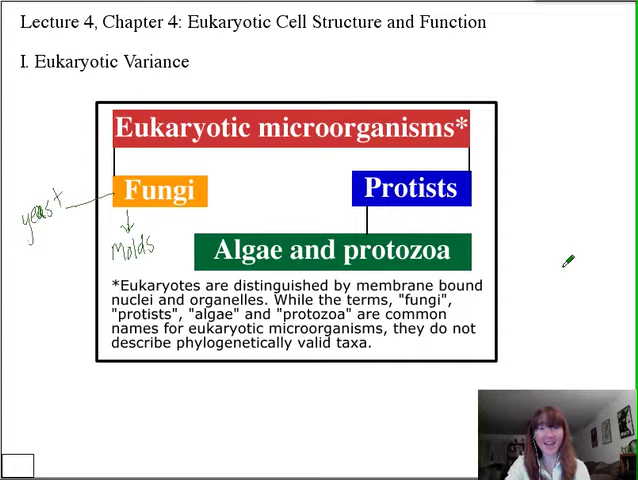 Lecture 4, Chapter 4: Eukaryotic Cell Structure and Function
I. Eukaryotic Variance
Eukaryotic microorganisms*
Fungi
Protists
yeast
molds
Algae and protozoa
*Eukaryotes are distinguished by membrane bound
nuclei and organelles. While the terms, "fungi",
"protists", "algae" and "protozoa" are common
names for eukaryotic microorganisms, they do not
describe phylogenetically valid taxa.